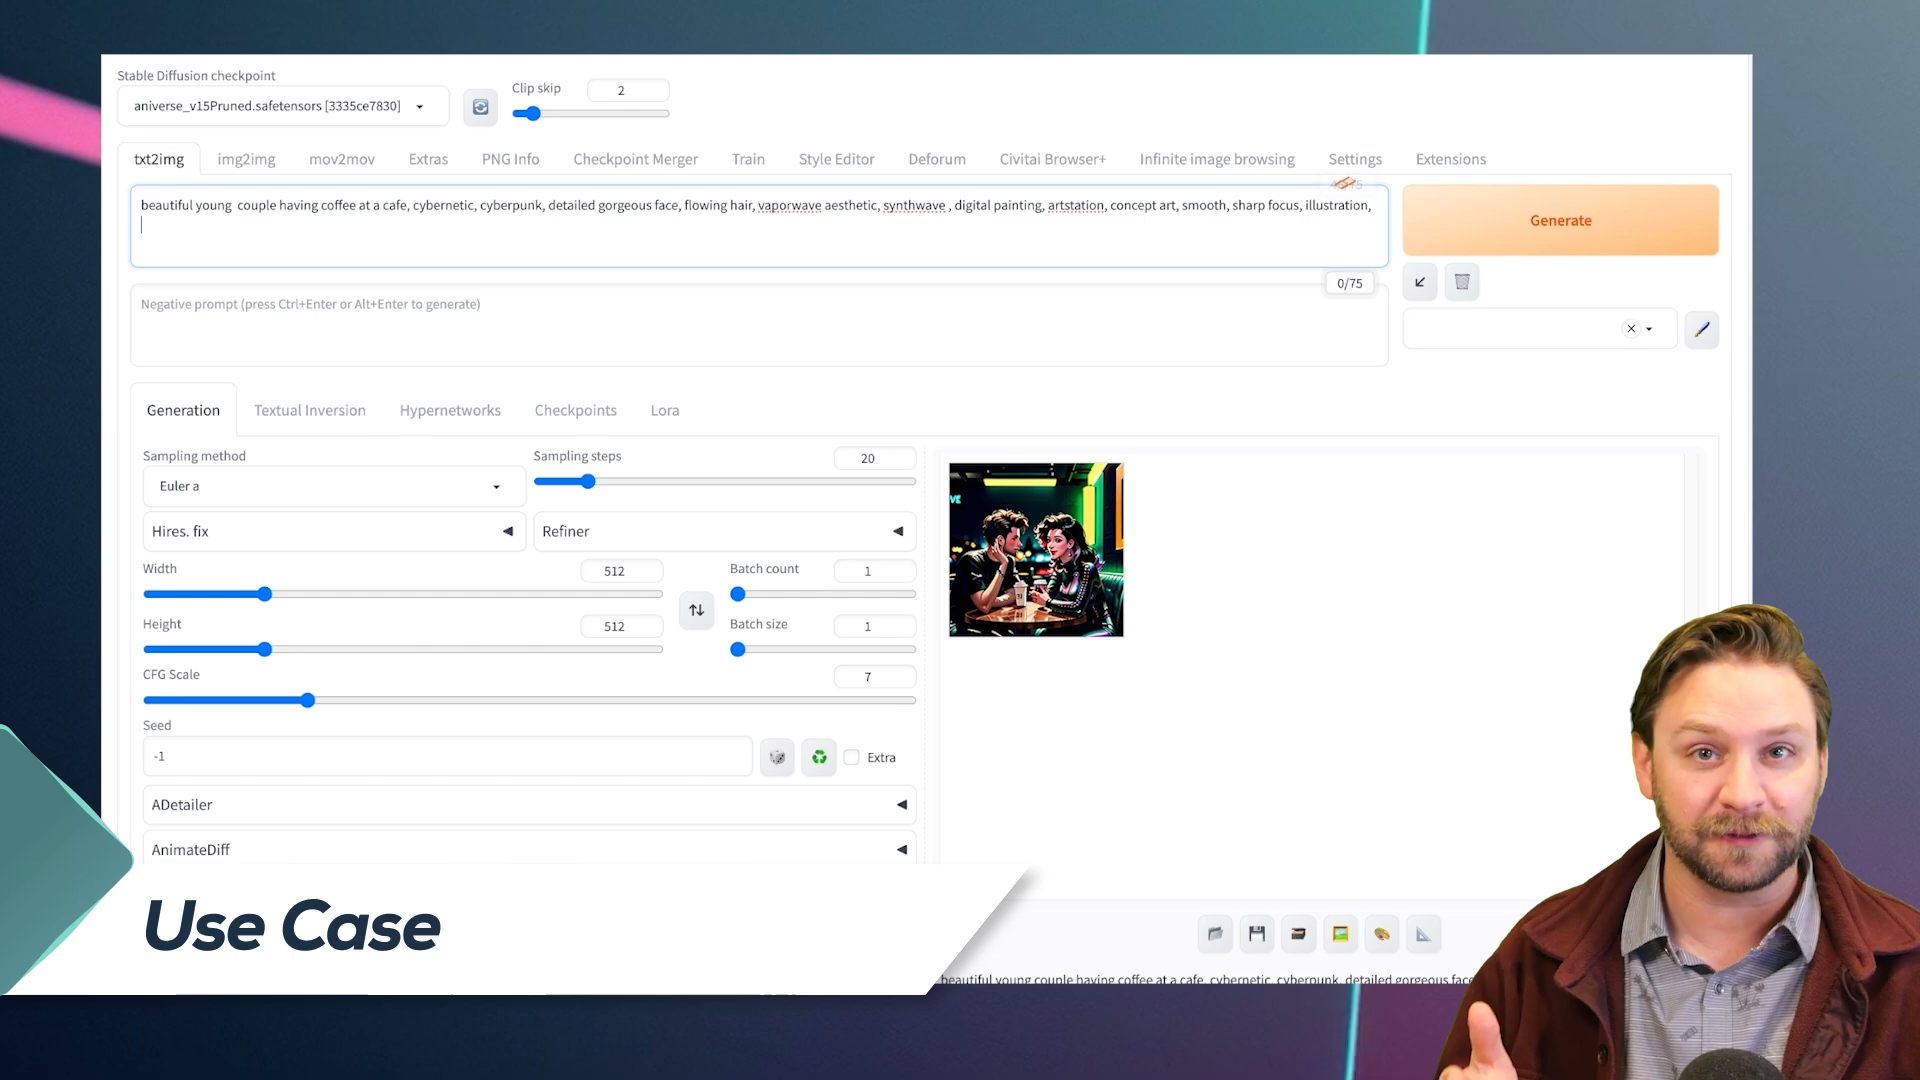 Stable Diffusion checkpoint
aniverse_v15Pruned.safetensors [3335ce7830]
Clip skip
2
txt2img
img2img
mov2mov
Extras
PNG Info
Checkpoint Merger
Train
Style Editor
Deforum
Civitai Browser+
Infinite image browsing
Settings
Extensions
beautiful young couple having coffee at a cafe, cybernetic, cyberpunk, detailed gorgeous face, flowing hair, vaporwave aesthetic, synthwave , digital painting, artstation, concept art, smooth, sharp focus, illustration,
Generate
0/75
Negative prompt (press Ctrl+Enter or Alt+Enter to generate)
Generation
Textual Inversion
Hypernetworks
Checkpoints
Lora
Sampling method
Sampling steps
20
Euler a
Hires. fix
Refiner
Width
512
Batch count
1
Height
512
Batch size
1
CFG Scale
7
Seed
-1
Extra
ADetailer
AnimateDiff
Use Case
beautiful young couple having coffee at a cafe, cybernetic, cyberpunk, detailed gorgeous face